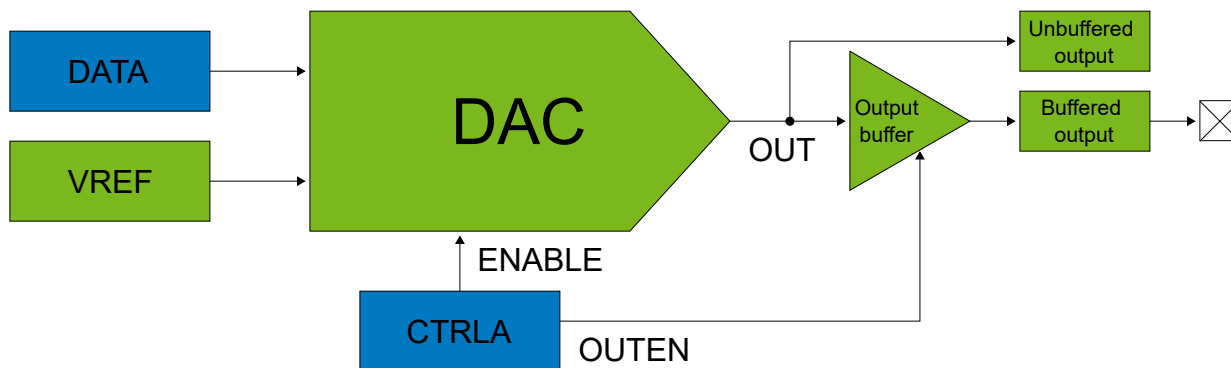 DATA
VREF
DAC
OUT
Output
buffer
Unbuffered
output
Buffered
output
ENABLE
CTRLA
OUTEN